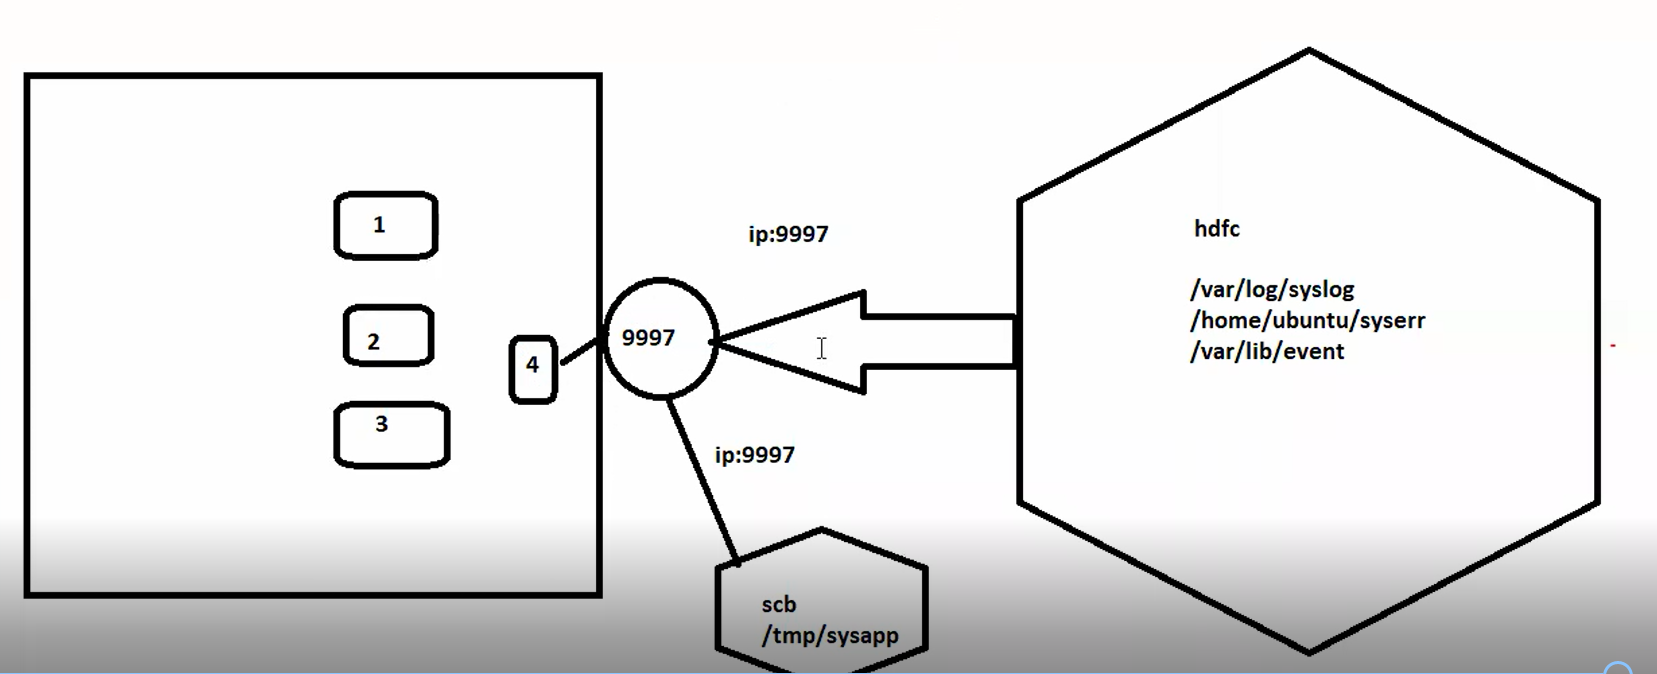 1
2
3
4
9997
ip:9997
ip:9997
hdfc
/var/log/syslog
/home/ubuntu/syserr
/var/lib/event
scb
/tmp/sysapp